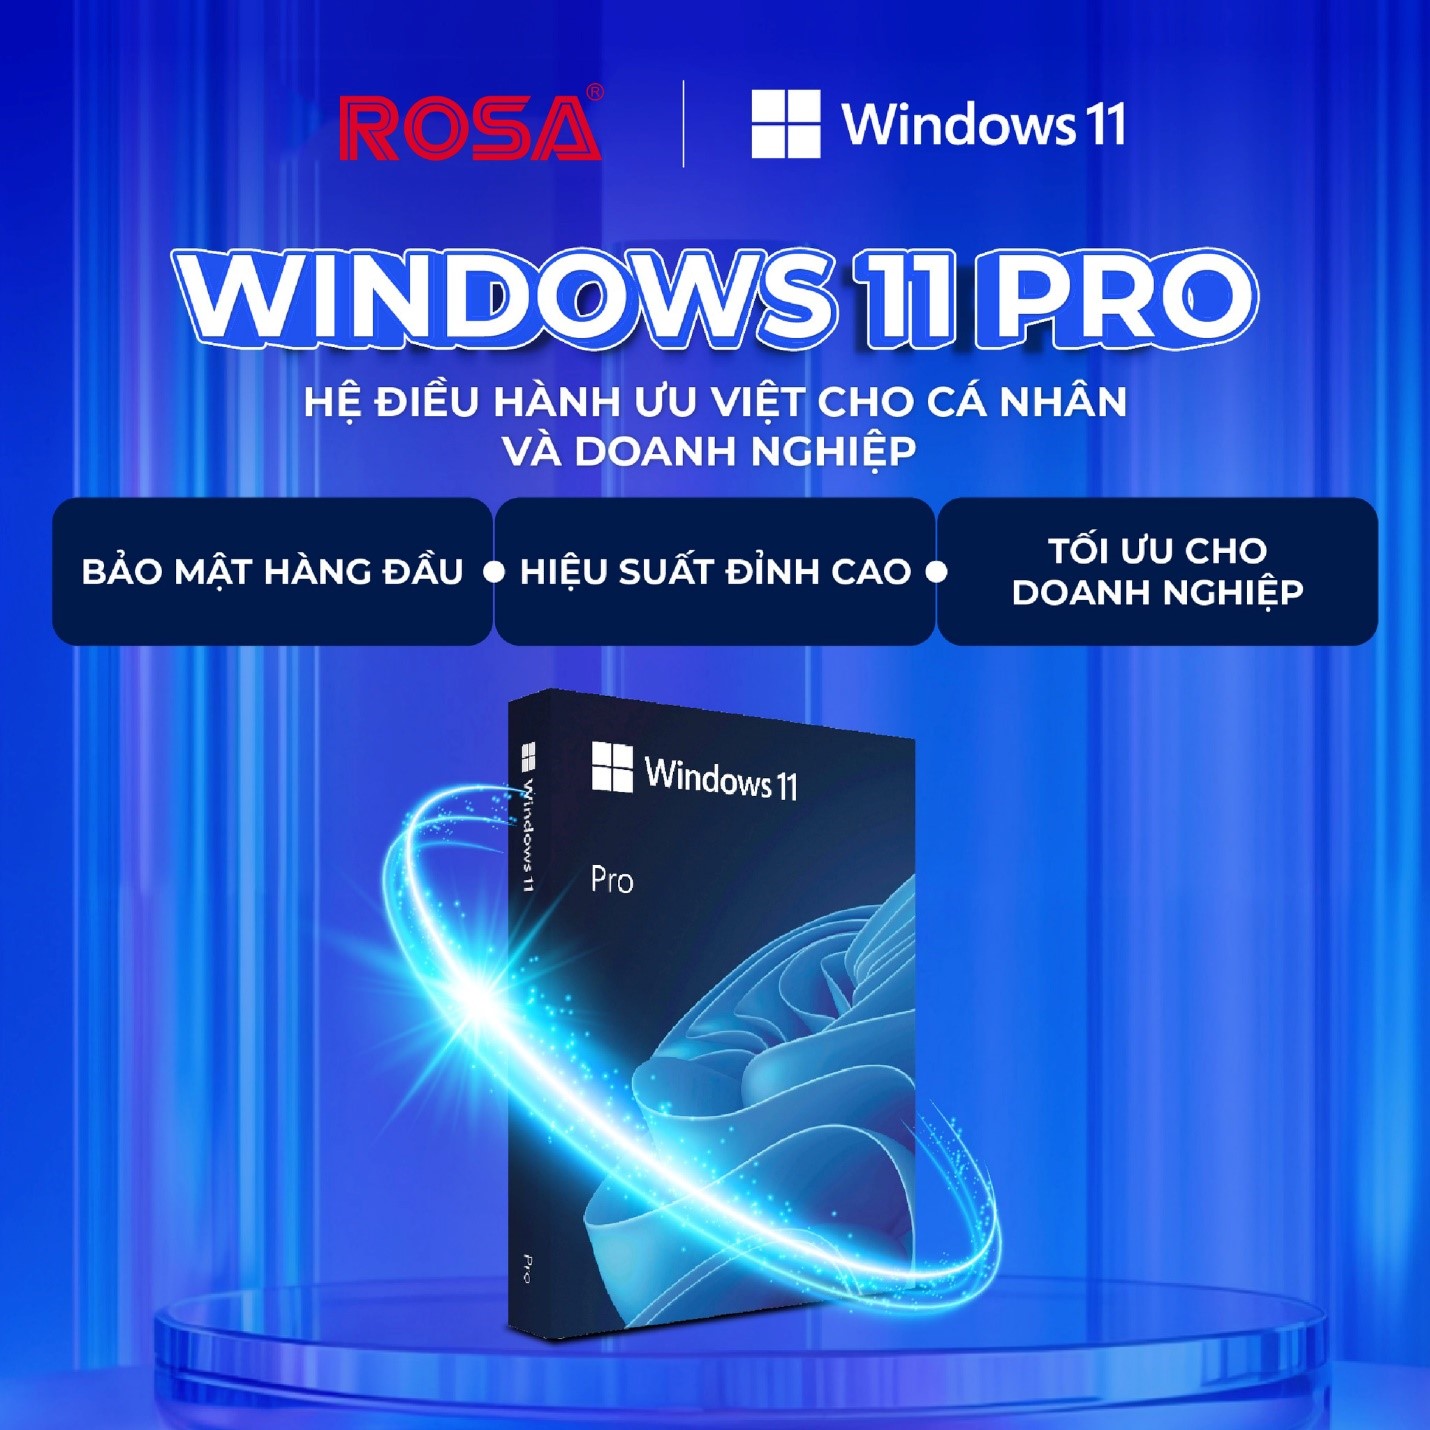 ROSA®
Windows 11
WINDOWS 11 PRO
HỆ ĐIỀU HÀNH ƯU VIỆT CHO CÁ NHÂN
VÀ DOANH NGHIỆP
BẢO MẬT HÀNG ĐẦU
HIỆU SUẤT ĐỈNH CAO
TỐI ƯU CHO
DOANH NGHIỆP
Windows 11
Pro
Windows 11
Pro